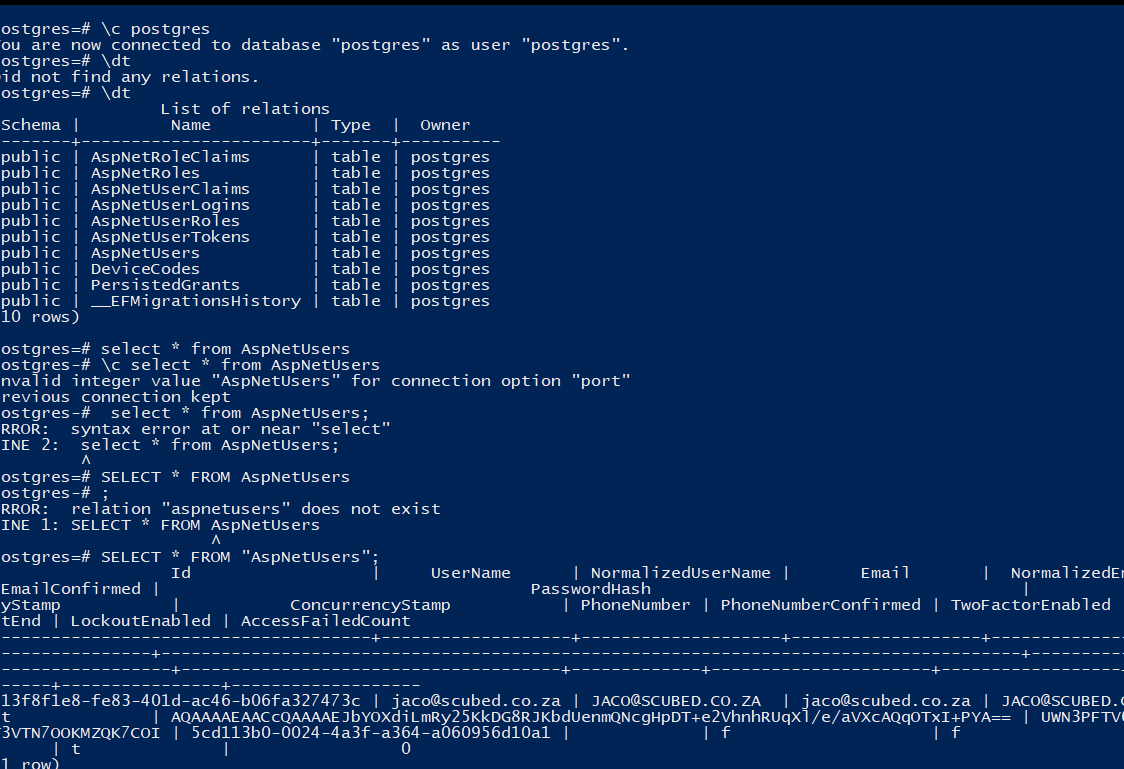 ostgres=# \c postgres
ou are now connected to database "postgres" as user "postgres".
ostgres=# \dt
id not find any relations.
ostgres=# \dt
List of relations
Schema | Name | Type | Owner
-------+-----------------------+-------+----------
public | AspNetRoleClaims | table | postgres
public | AspNetRoles | table | postgres
public | AspNetUserClaims | table | postgres
public | AspNetUserLogins | table | postgres
public | AspNetUserRoles | table | postgres
public | AspNetUserTokens | table | postgres
public | AspNetUsers | table | postgres
public | DeviceCodes | table | postgres
public | PersistedGrants | table | postgres
public | __EFMigrationsHistory | table | postgres
10 rows)
ostgres=# select * from AspNetUsers
ostgres-# \c select * from AspNetUsers
nvalid integer value "AspNetUsers" for connection option "port"
revious connection kept
ostgres-#  select * from AspNetUsers;
RROR:  syntax error at or near "select"
INE 2:  select * from AspNetUsers;
^
ostgres=# SELECT * FROM AspNetUsers
ostgres-# ;
RROR:  relation "aspnetusers" does not exist
INE 1: SELECT * FROM AspNetUsers
^
ostgres=# SELECT * FROM "AspNetUsers";
Id | UserName | NormalizedUserName | Email | NormalizedEm
EmailConfirmed | PasswordHash |
yStamp | ConcurrencyStamp | PhoneNumber | PhoneNumberConfirmed | TwoFactorEnabled
tEnd | LockoutEnabled | AccessFailedCount
13f8f1e8-fe83-401d-ac46-b06fa327473c | jaco@scubed.co.za | JACO@SCUBED.CO.ZA | jaco@scubed.co.za | JACO@SCUBED.C
t | AQAAAAEAACcQAAAAEJbYOXdiLmRy25KkDG8RJKbdUenmQNcgHpDT+e2VhnhRUqXl/e/aVXcAQqOTxI+PYA== | UWN3PFTV
3VTN7OOKMZQK7COI | 5cd113b0-0024-4a3f-a364-a060956d10a1 | | f | f
| t | 0
1 row)